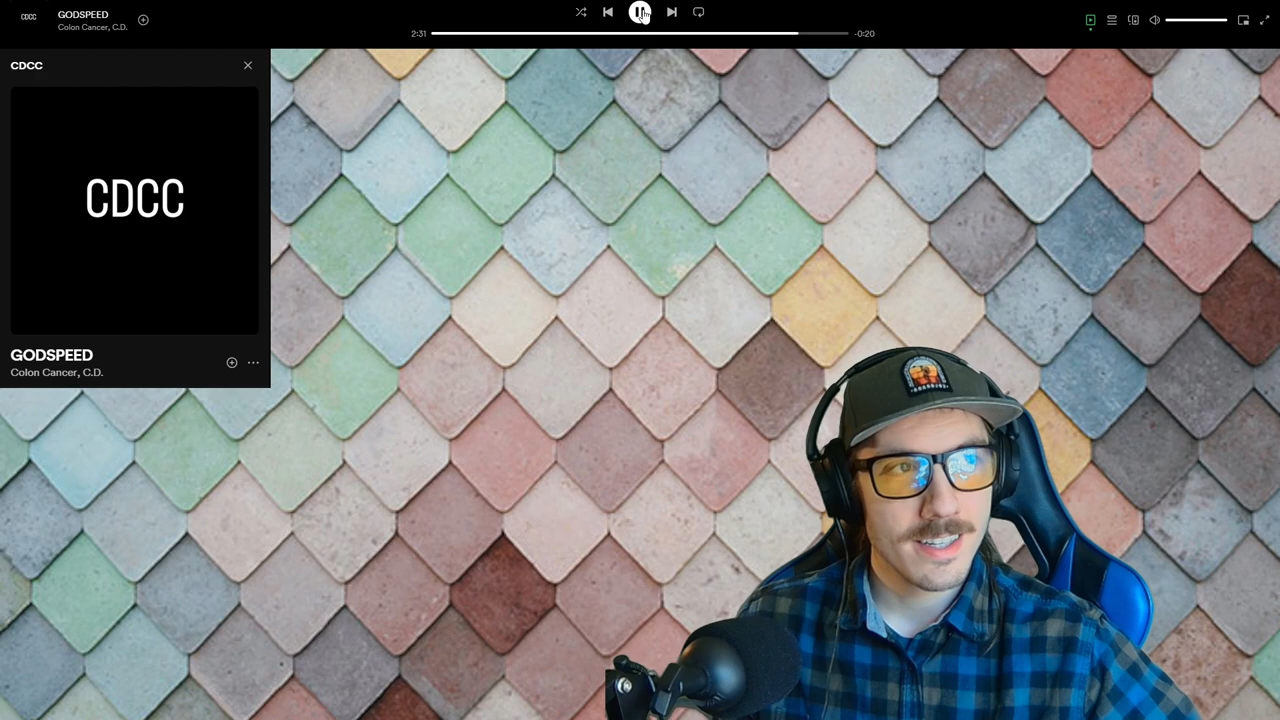 CDCC
GODSPEED
Colon Cancer, C.D.
2:31
-0:20
CDCC
CDCC
GODSPEED
Colon Cancer, C.D.